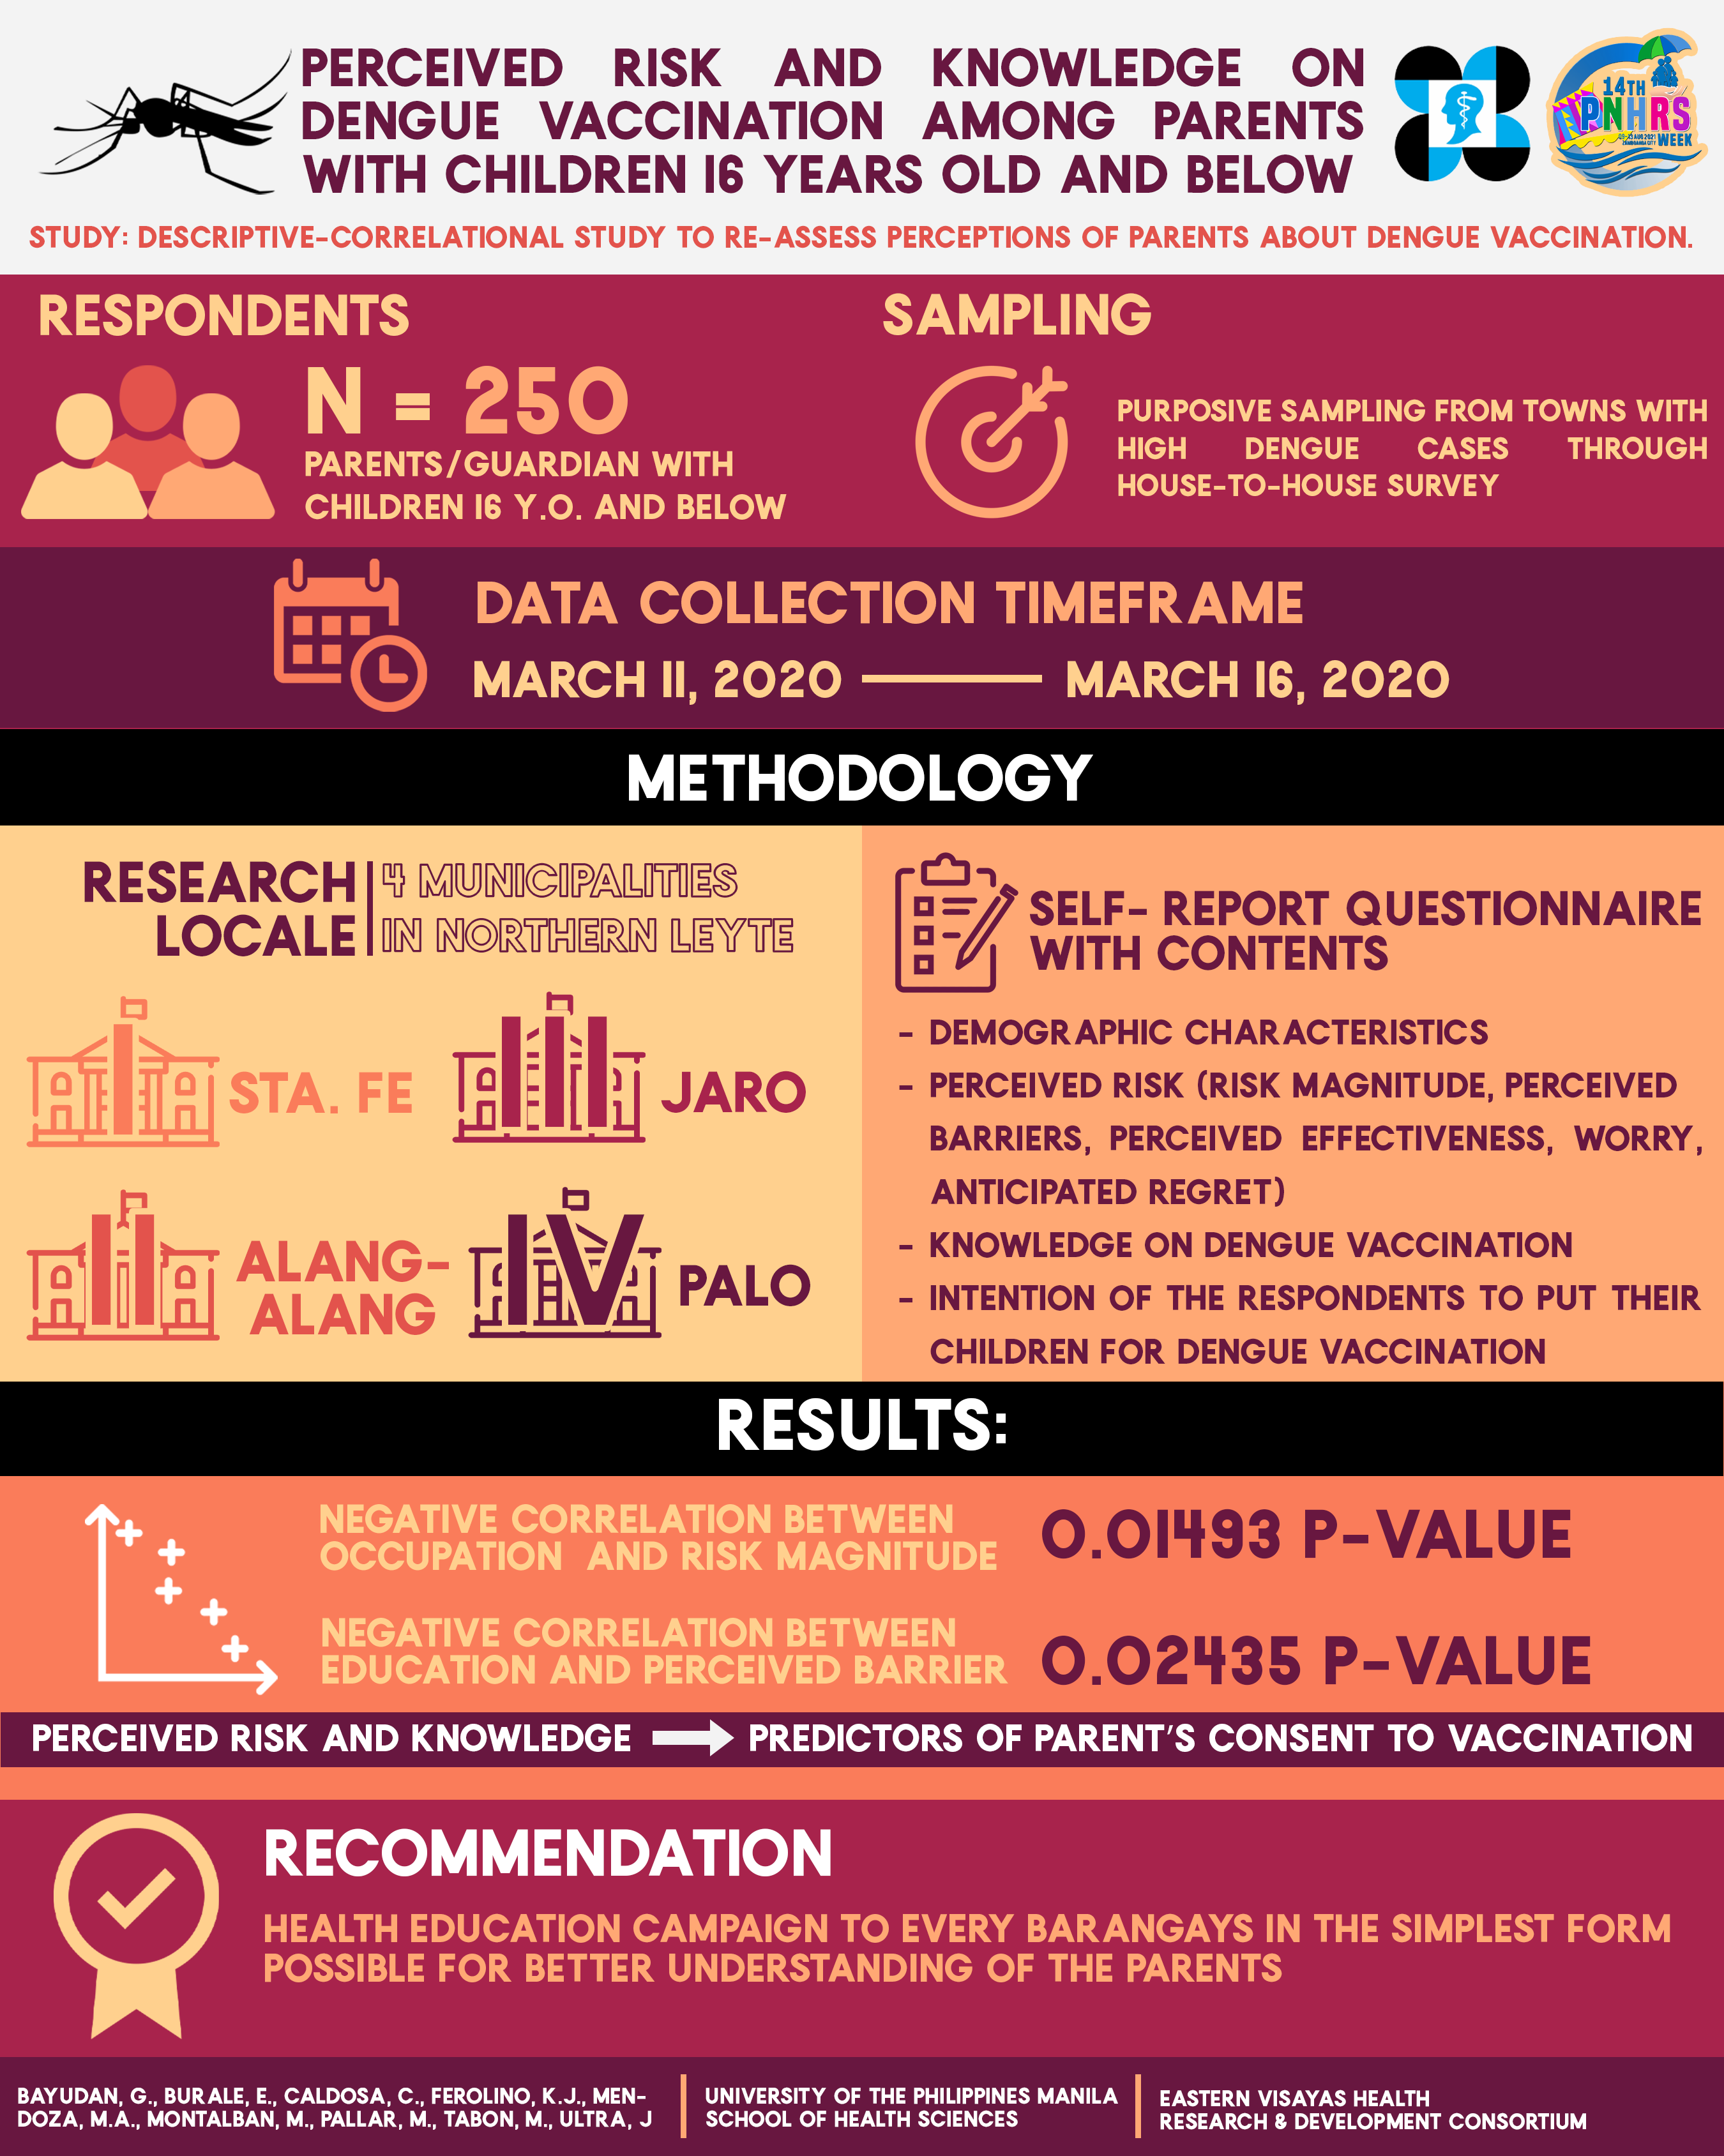 PERCEIVED RISK AND KNOWLEDGE ON
DENGUE VACCINATION AMONG PARENTS
WITH CHILDREN 16 YEARS OLD AND BELOW
14TH
PNHRS
WEEK
STUDY: DESCRIPTIVE-CORRELATIONAL STUDY TO RE-ASSESS PERCEPTIONS OF PARENTS ABOUT DENGUE VACCINATION.
RESPONDENTS
N = 250
PARENTS/GUARDIAN WITH
CHILDREN 16 Y.O. AND BELOW
SAMPLING
PURPOSIVE SAMPLING FROM TOWNS WITH
HIGH DENGUE CASES THROUGH
HOUSE-TO-HOUSE SURVEY
DATA COLLECTION TIMEFRAME
MARCH 11, 2020 MARCH 16, 2020
METHODOLOGY
RESEARCH
LOCALE
4 MUNICIPALITIES
IN NORTHERN LEYTE
I
STA. FE
III
JARO
II
ALANG-
ALANG
IV
PALO
SELF- REPORT QUESTIONNAIRE
WITH CONTENTS
- DEMOGRAPHIC CHARACTERISTICS
- PERCEIVED RISK (RISK MAGNITUDE, PERCEIVED
BARRIERS, PERCEIVED EFFECTIVENESS, WORRY,
ANTICIPATED REGRET)
- KNOWLEDGE ON DENGUE VACCINATION
- INTENTION OF THE RESPONDENTS TO PUT THEIR
CHILDREN FOR DENGUE VACCINATION
RESULTS:
NEGATIVE CORRELATION BETWEEN
OCCUPATION AND RISK MAGNITUDE
0.01493 P-VALUE
NEGATIVE CORRELATION BETWEEN
EDUCATION AND PERCEIVED BARRIER
0.02435 P-VALUE
PERCEIVED RISK AND KNOWLEDGE PREDICTORS OF PARENT'S CONSENT TO VACCINATION
RECOMMENDATION
HEALTH EDUCATION CAMPAIGN TO EVERY BARANGAYS IN THE SIMPLEST FORM
POSSIBLE FOR BETTER UNDERSTANDING OF THE PARENTS
BAYUDAN, G., BURALE, E., CALDOSA, C., FEROLINO, K.J., MEN-
DOZA, M.A., MONTALBAN, M., PALLAR, M., TABON, M., ULTRA, J
UNIVERSITY OF THE PHILIPPINES MANILA
SCHOOL OF HEALTH SCIENCES
EASTERN VISAYAS HEALTH
RESEARCH & DEVELOPMENT CONSORTIUM